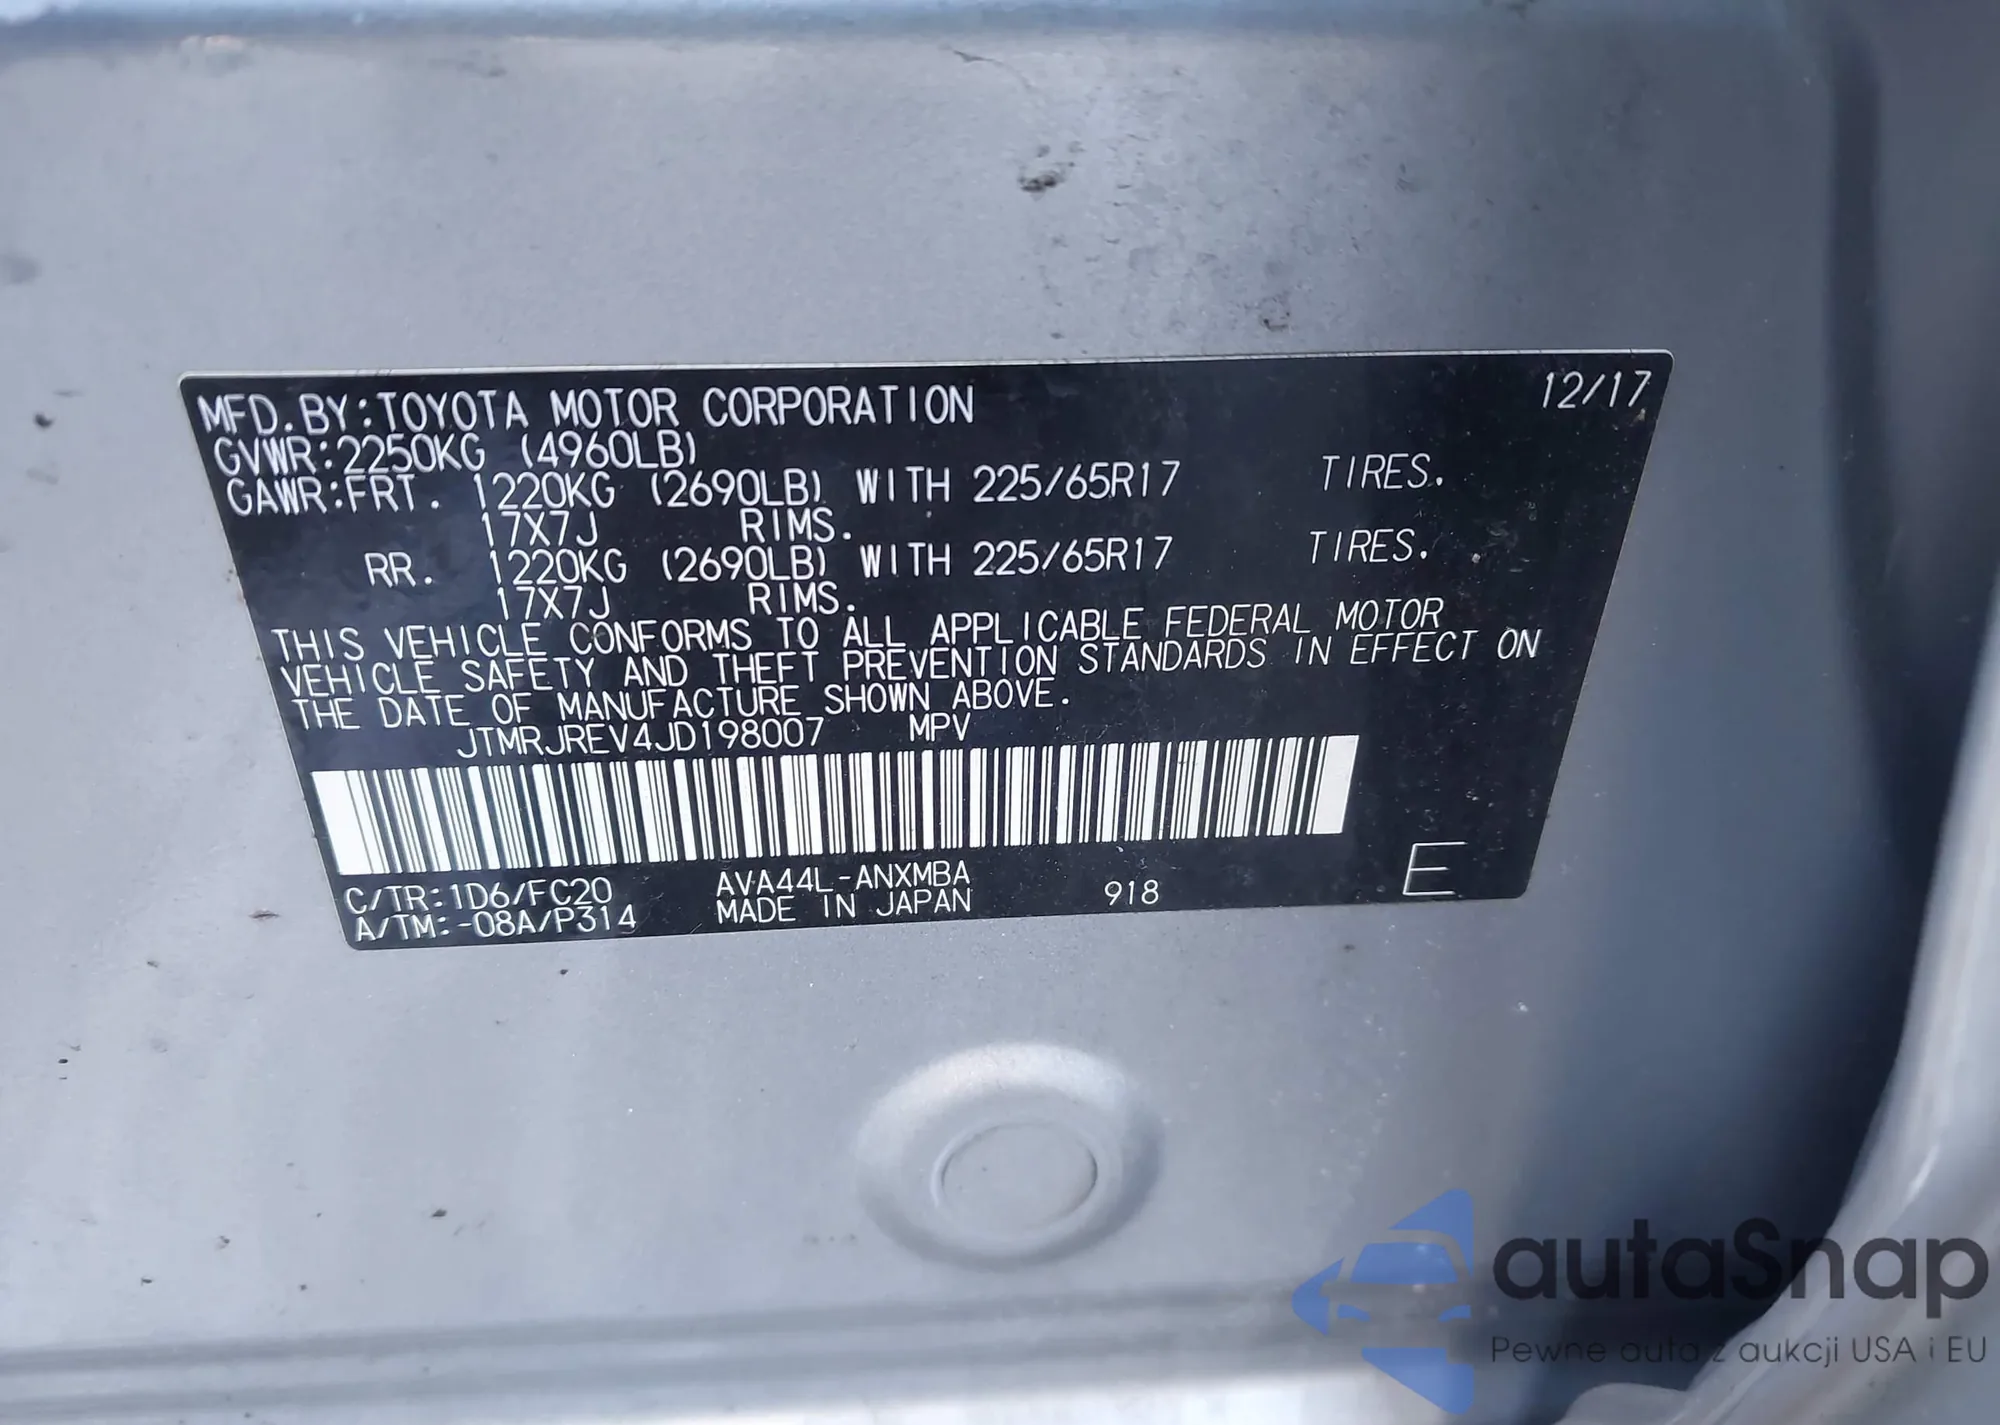 MFD.BY:TOYOTA MOTOR CORPORATION 12/17
GVWR:2250KG (4960LB)
GAWR:FRT. 1220KG (2690LB) WITH 225/65R17 TIRES.
17X7J RIMS.
RR. 1220KG (2690LB) WITH 225/65R17 TIRES.
17X7J RIMS.
THIS VEHICLE CONFORMS TO ALL APPLICABLE FEDERAL MOTOR
VEHICLE SAFETY AND THEFT PREVENTION STANDARDS IN EFFECT ON
THE DATE OF MANUFACTURE SHOWN ABOVE.
JTMRJREV4JD198007 MPV
C/TR:1D6/FC20 AVA44L-ANXMBA 918 E
A/TM:-08A/P314 MADE IN JAPAN
autaSnap
Pewne auta z aukcji USA i EU